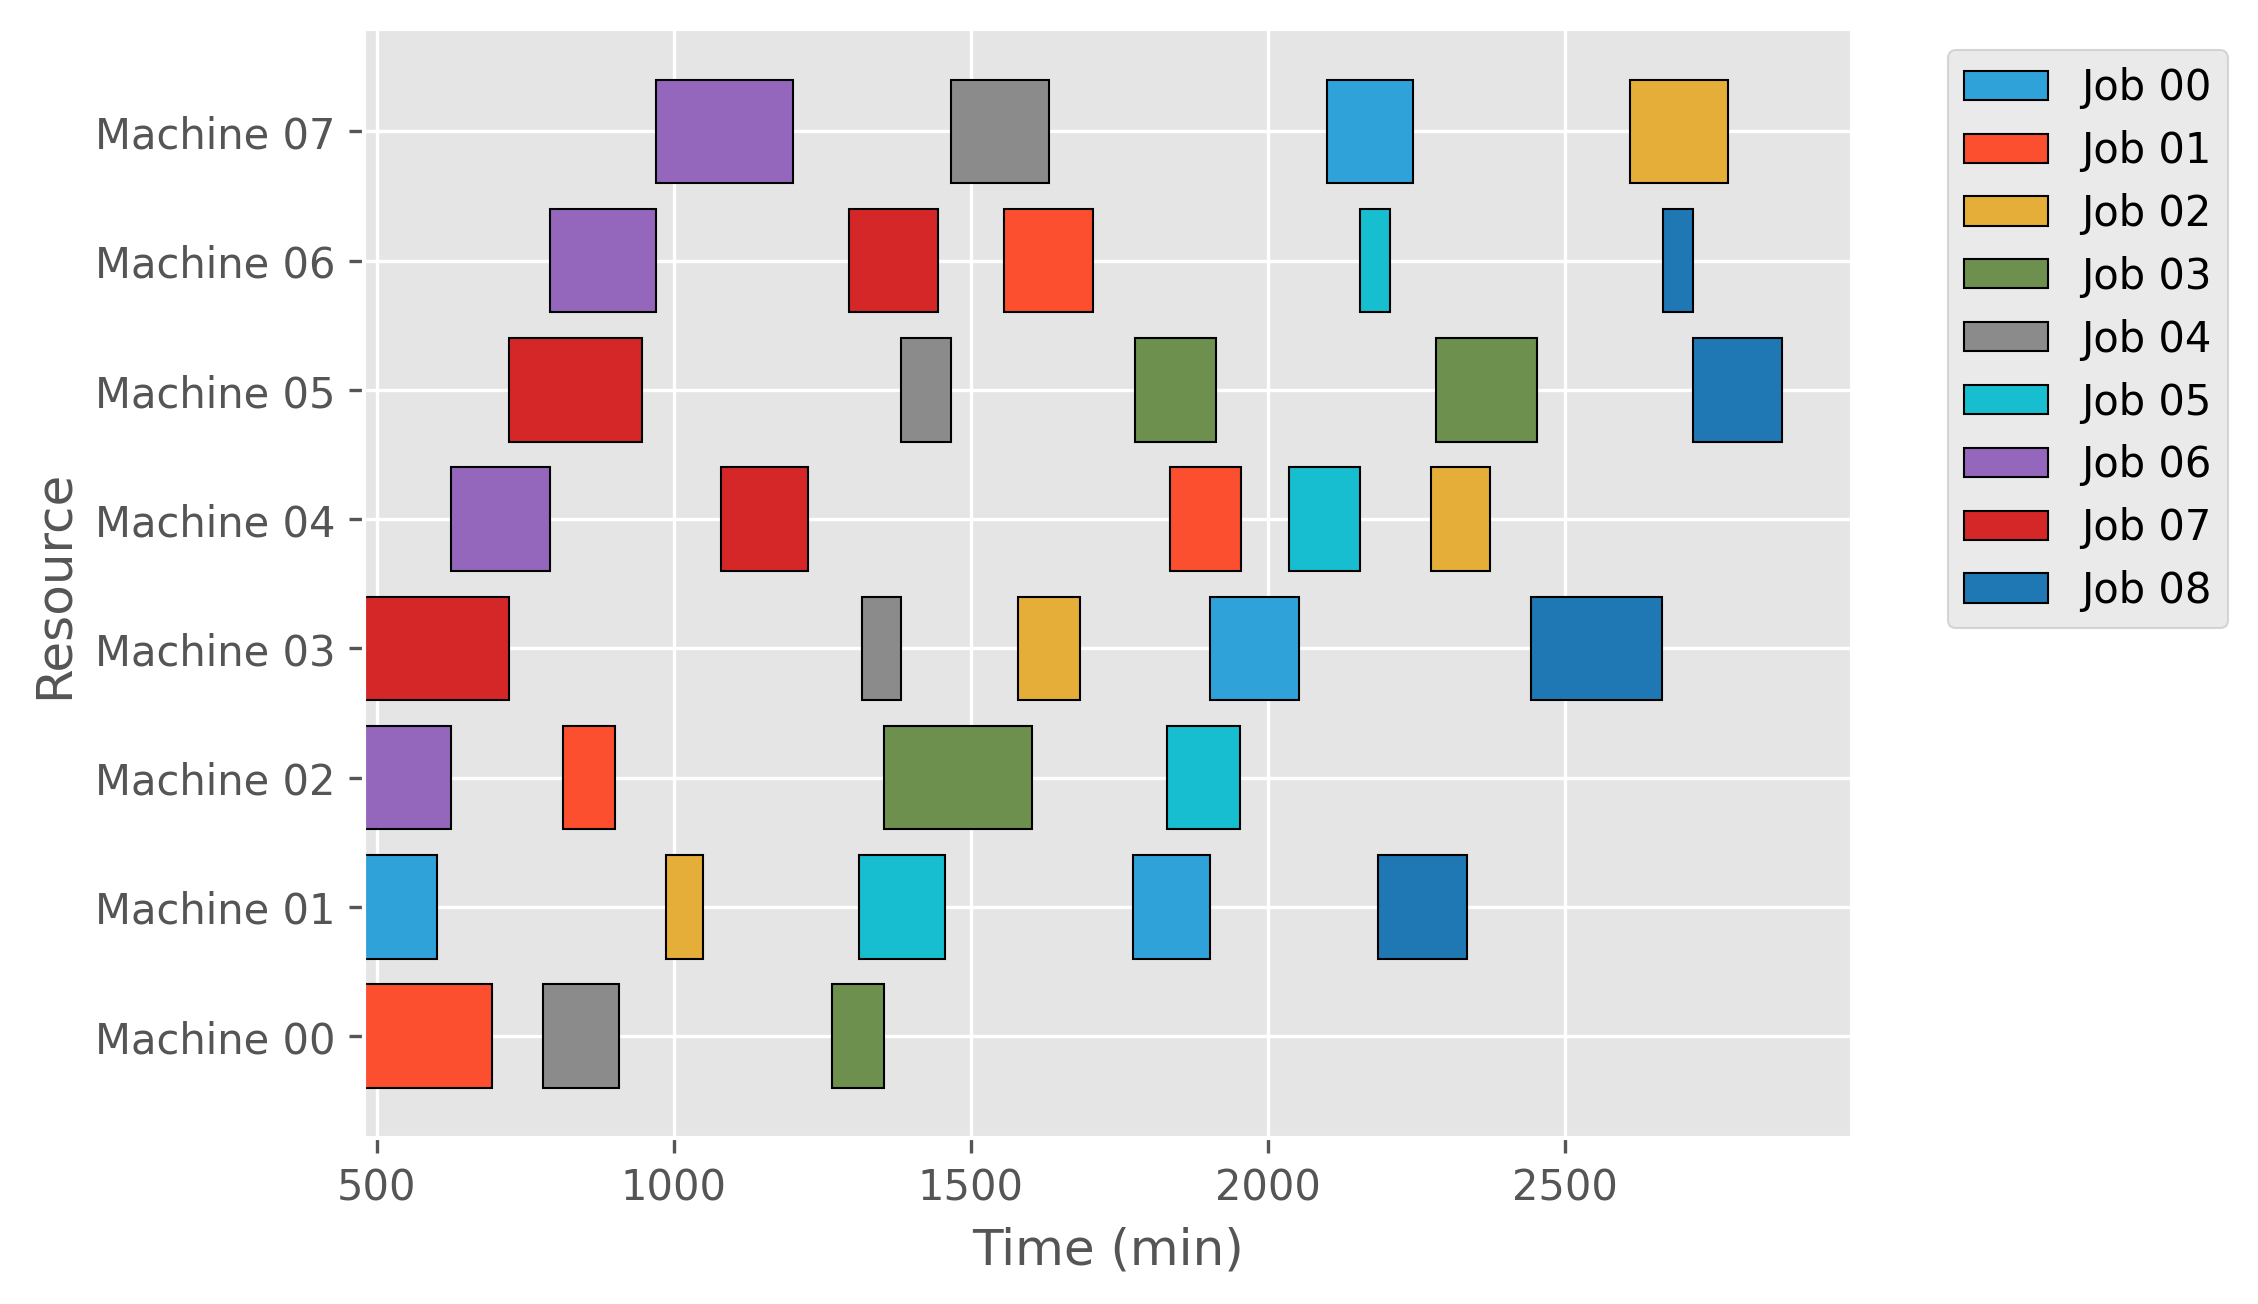 Machine 07
Machine 06
Machine 05
Machine 04
Machine 03
Machine 02
Machine 01
Machine 00
Resource
500 1000 1500 2000 2500
Time (min)
Job 00
Job 01
Job 02
Job 03
Job 04
Job 05
Job 06
Job 07
Job 08